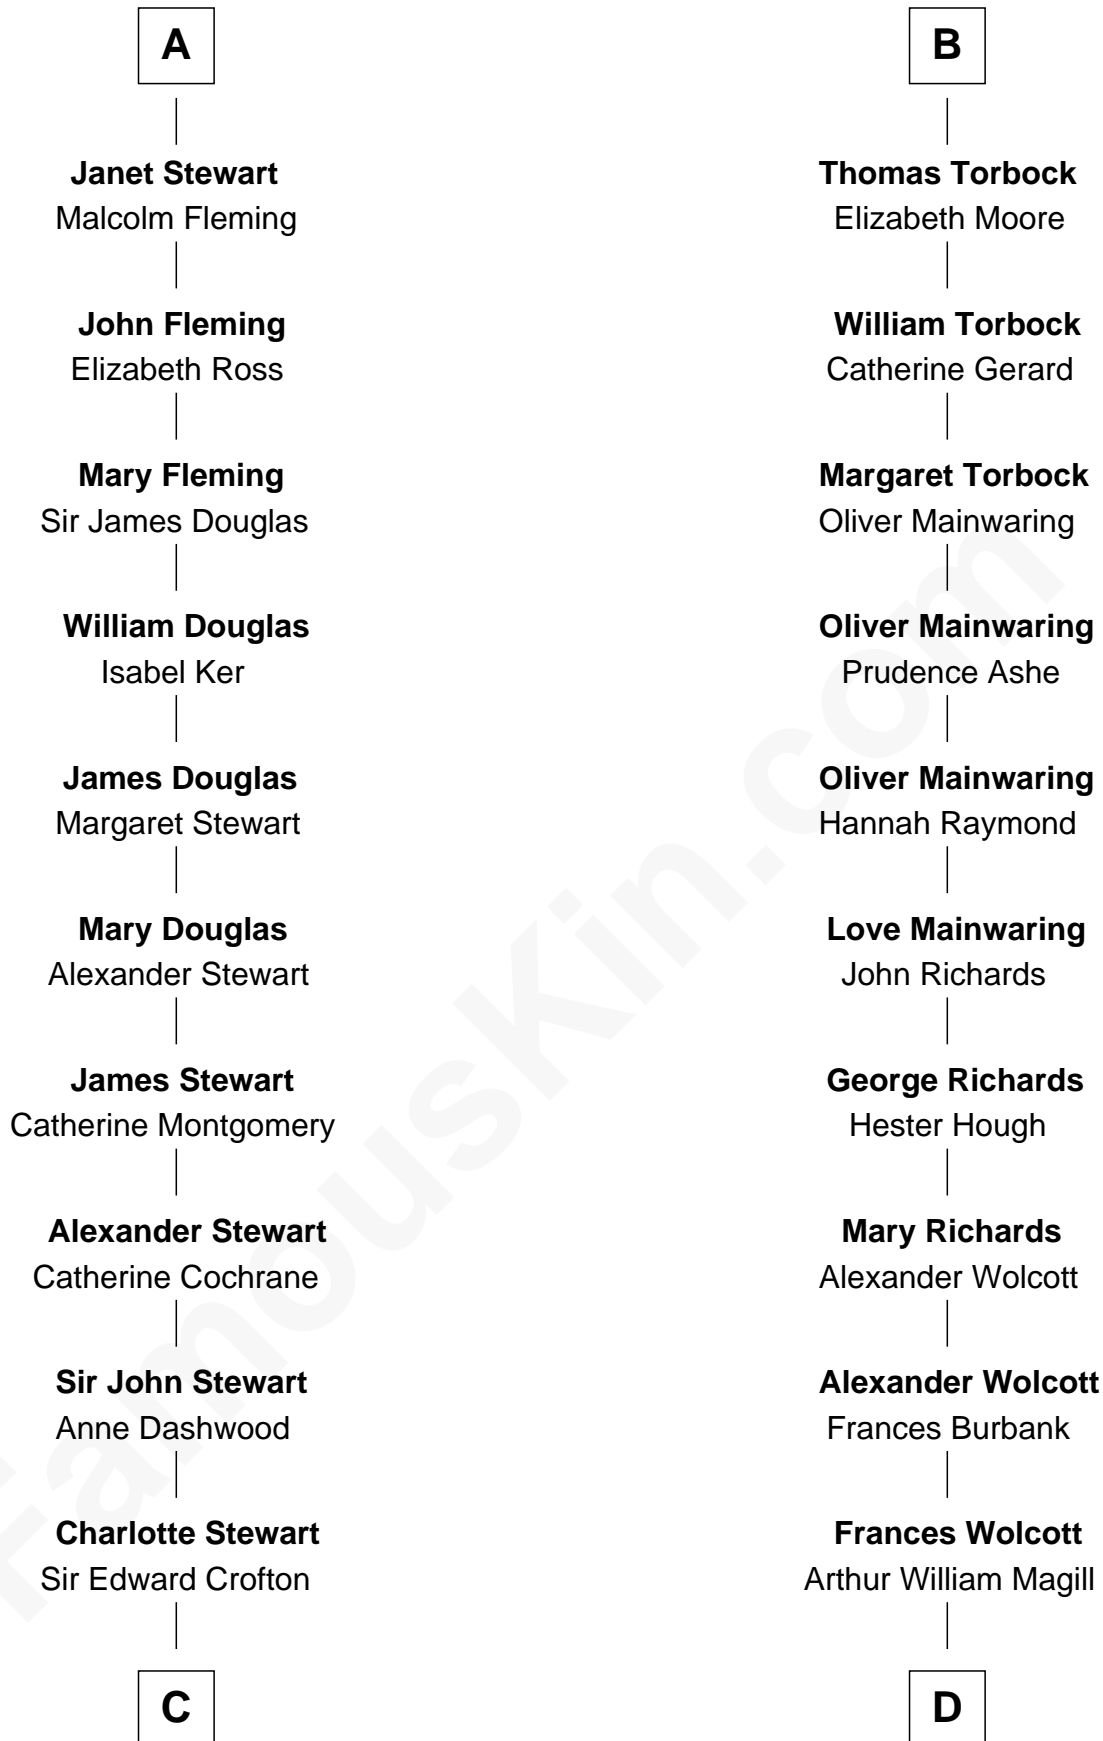 A
Janet Stewart
Malcolm Fleming
John Fleming
Elizabeth Ross
Mary Fleming
Sir James Douglas
William Douglas
Isabel Ker
James Douglas
Margaret Stewart
Mary Douglas
Alexander Stewart
James Stewart
Catherine Montgomery
Alexander Stewart
Catherine Cochrane
Sir John Stewart
Anne Dashwood
Charlotte Stewart
Sir Edward Crofton
C
B
Thomas Torbock
Elizabeth Moore
William Torbock
Catherine Gerard
Margaret Torbock
Oliver Mainwaring
Oliver Mainwaring
Prudence Ashe
Oliver Mainwaring
Hannah Raymond
Love Mainwaring
John Richards
George Richards
Hester Hough
Mary Richards
Alexander Wolcott
Alexander Wolcott
Frances Burbank
Frances Wolcott
Arthur William Magill
D
FamousKin.com